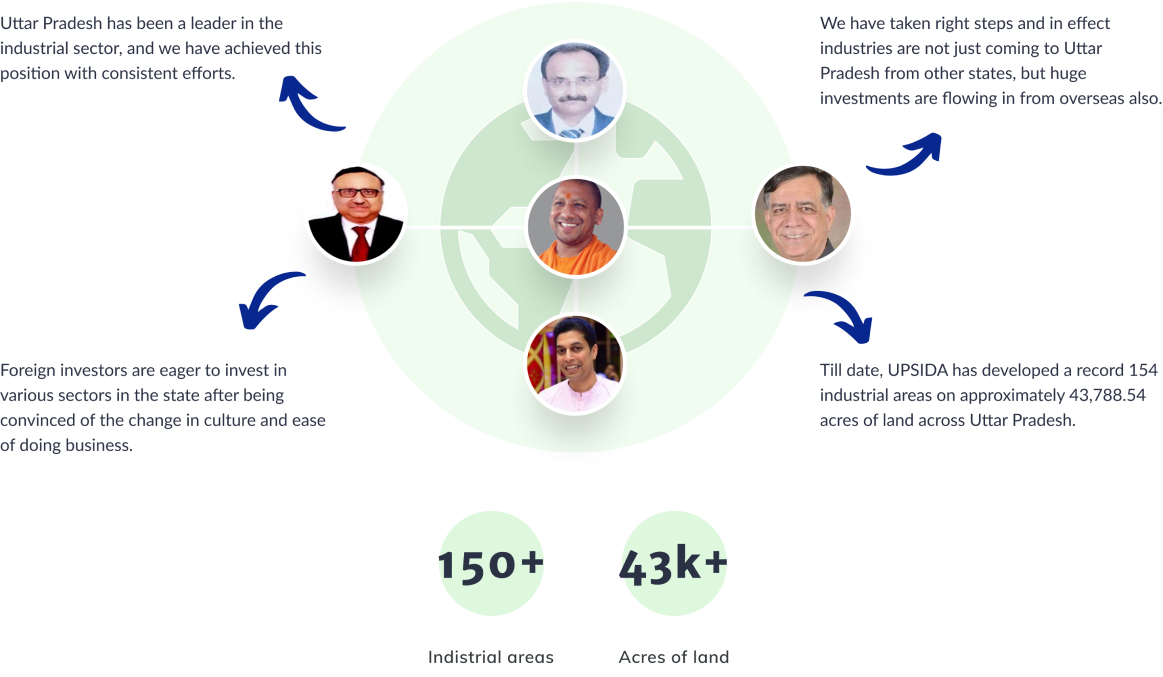 Uttar Pradesh has been a leader in the
industrial sector, and we have achieved this
position with consistent efforts.
We have taken right steps and in effect
industries are not just coming to Uttar
Pradesh from other states, but huge
investments are flowing in from overseas also.
Foreign investors are eager to invest in
various sectors in the state after being
convinced of the change in culture and ease
of doing business.
Till date, UPSIDA has developed a record 154
industrial areas on approximately 43,788.54
acres of land across Uttar Pradesh.
150+
43k+
Indistrial areas
Acres of land